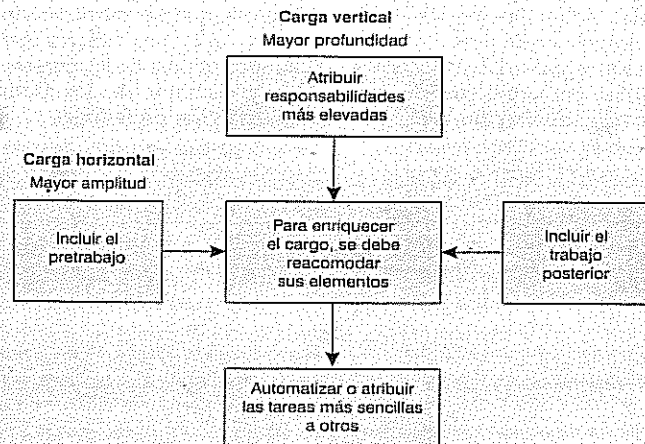 Carga vertical
Mayor profundidad
Atribuir
responsabilidades
más elevadas
Carga horizontal
Mayor amplitud
Incluir el
pretrabajo
Para enriquecer
el cargo, se debe
reacomodar
sus elementos
Incluir el
trabajo
posterior
Automatizar o atribuir
las tareas más sencillas
a otros